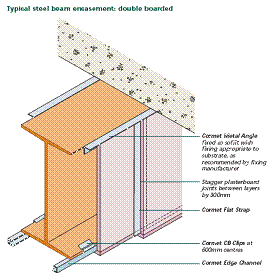 Typical steel beam encasement: double boarded
Cormet Metal Angle
fixed to soffit with
fixing appropriate to
substrate, as
recommended by fixing
manufacturer
Stagger plasterboard
joints between layers
by 300mm
Cormet Flat Strap
Cormet GB Clips at
600mm centres
Cormet Edge Channel